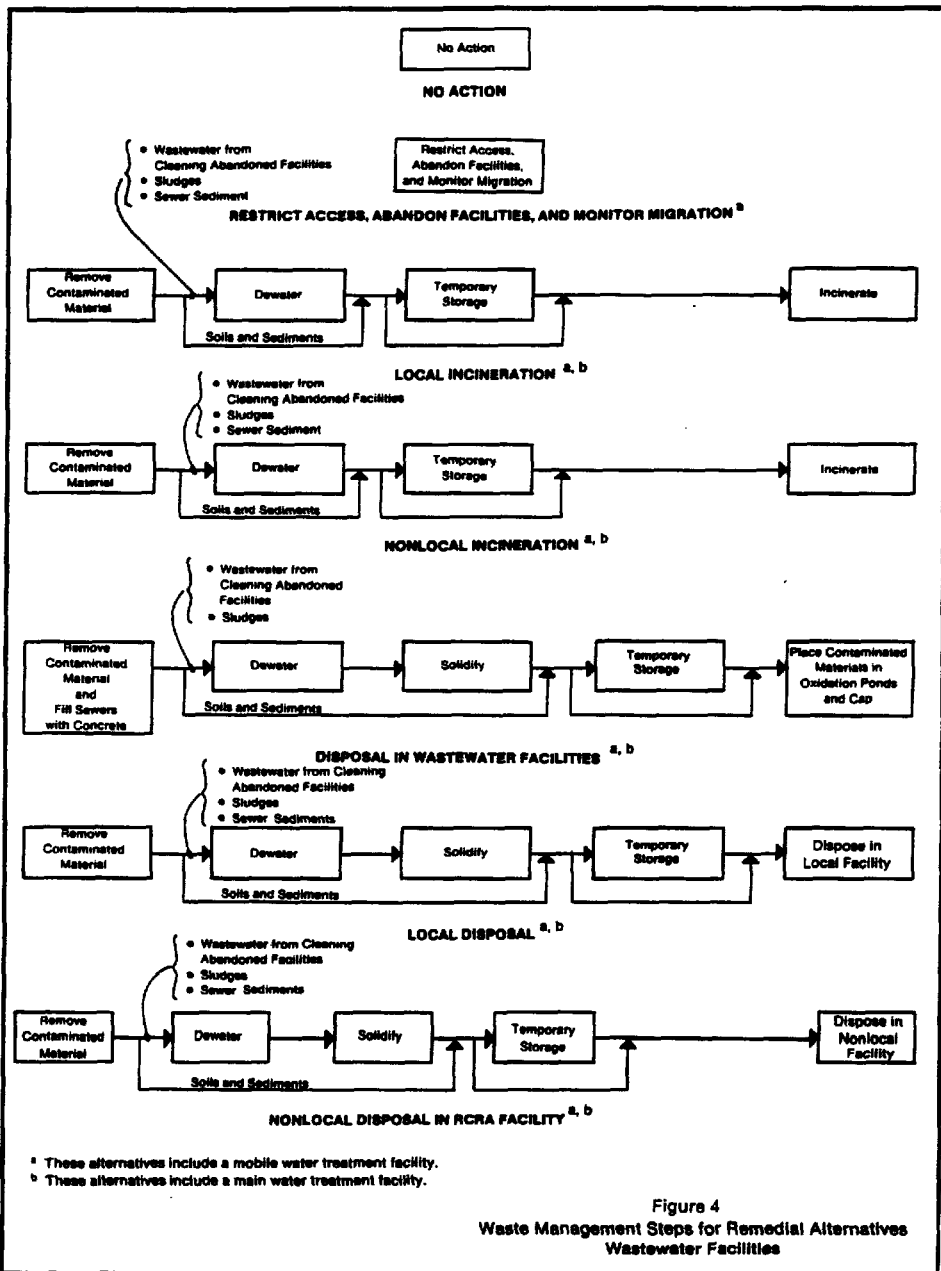 No Action
NO ACTION
• Wastewater from
Cleaning Abandoned Facilities
• Sludges
• Sewer Sediment
Restrict Access,
Abandon Facilities,
and Monitor Migration
RESTRICT ACCESS, ABANDON FACILITIES, AND MONITOR MIGRATION a
Remove
Contaminated
Material
Dewater
Temporary
Storage
Incinerate
Soils and Sediments
LOCAL INCINERATION a, b
• Wastewater from
Cleaning Abandoned Facilities
• Sludges
• Sewer Sediment
Remove
Contaminated
Material
Dewater
Temporary
Storage
Incinerate
Soils and Sediments
NONLOCAL INCINERATION a, b
• Wastewater from
Cleaning Abandoned
Facilities
• Sludges
Remove
Contaminated
Material
and
Fill Sewers
with Concrete
Dewater
Solidify
Temporary
Storage
Place Contaminated
Materials in
Oxidation Ponds
and Cap
Soils and Sediments
DISPOSAL IN WASTEWATER FACILITIES a, b
• Wastewater from Cleaning
Abandoned Facilities
• Sludges
• Sewer Sediments
Remove
Contaminated
Material
Dewater
Solidify
Temporary
Storage
Dispose in
Local Facility
Soils and Sediments
LOCAL DISPOSAL a, b
• Wastewater from Cleaning
Abandoned Facilities
• Sludges
• Sewer Sediments
Remove
Contaminated
Material
Dewater
Solidify
Temporary
Storage
Dispose in
Nonlocal
Facility
Soils and Sediments
NONLOCAL DISPOSAL IN RCRA FACILITY a, b
a These alternatives include a mobile water treatment facility.
b These alternatives include a main water treatment facility.
Figure 4
Waste Management Steps for Remedial Alternatives
Wastewater Facilities